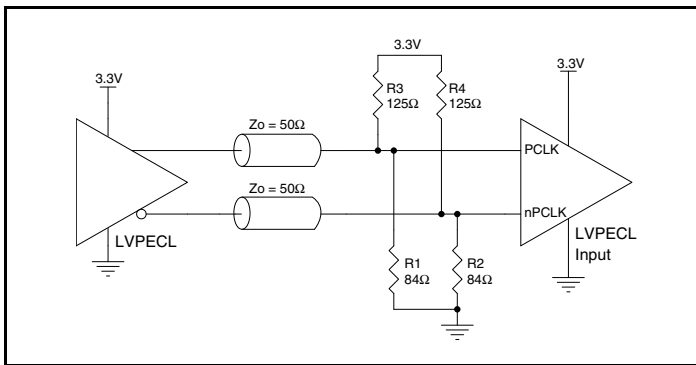 3.3V
3.3V
3.3V
R3
125Ω
R4
125Ω
Zo = 50Ω
PCLK
Zo = 50Ω
nPCLK
LVPECL
LVPECL
Input
R1
84Ω
R2
84Ω